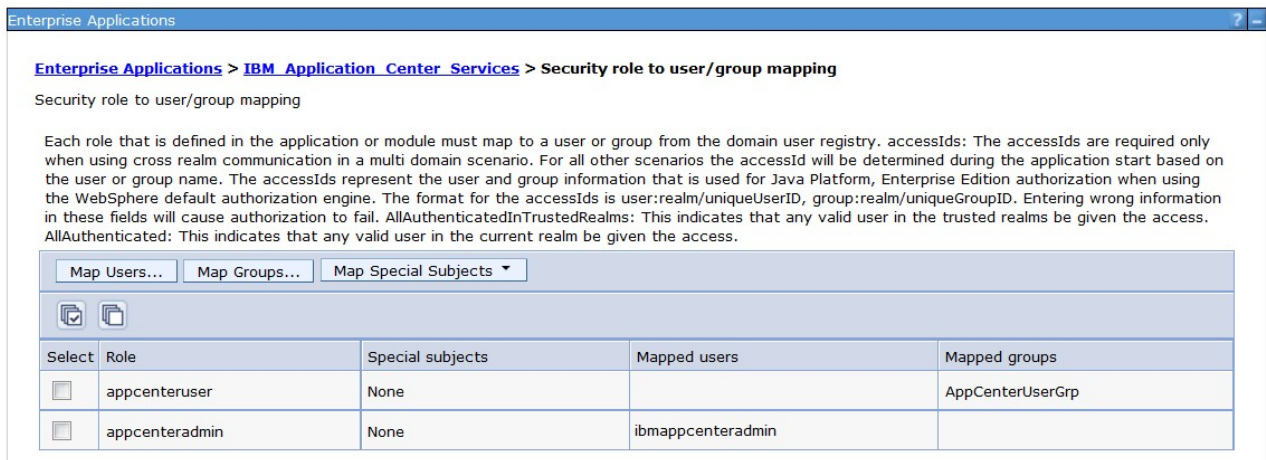 Enterprise Applications ? –
Enterprise Applications > IBM_Application_Center_Services > Security role to user/group mapping
Security role to user/group mapping
Each role that is defined in the application or module must map to a user or group from the domain user registry. accessIds: The accessIds are required only
when using cross realm communication in a multi domain scenario. For all other scenarios the accessId will be determined during the application start based on
the user or group name. The accessIds represent the user and group information that is used for Java Platform, Enterprise Edition authorization when using
the WebSphere default authorization engine. The format for the accessIds is user:realm/uniqueUserID, group:realm/uniqueGroupID. Entering wrong information
in these fields will cause authorization to fail. AllAuthenticatedInTrustedRealms: This indicates that any valid user in the trusted realms be given the access.
AllAuthenticated: This indicates that any valid user in the current realm be given the access.
Map Users... Map Groups... Map Special Subjects
Select Role Special subjects Mapped users Mapped groups
appcenteruser None AppCenterUserGrp
appcenteradmin None ibmappcenteradmin